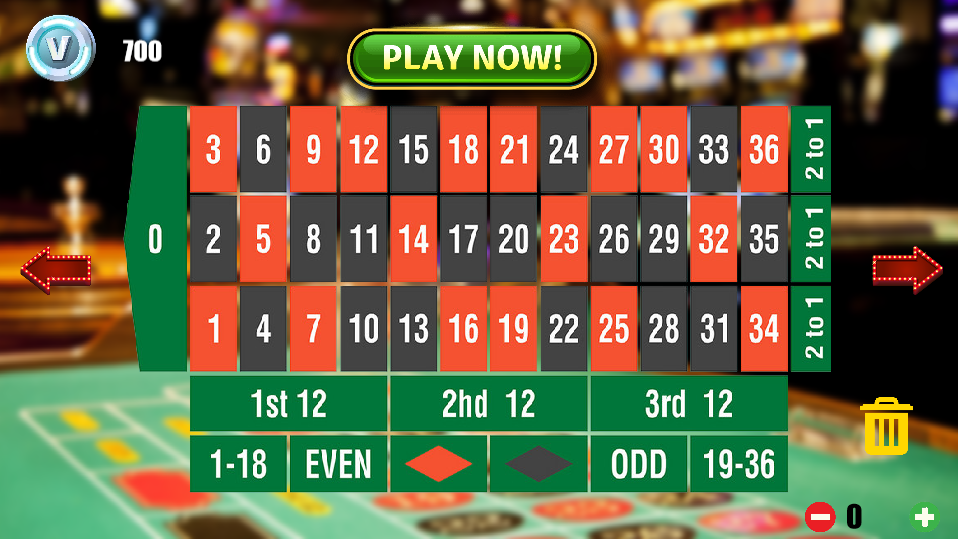 V 700
PLAY NOW!
3 6 9 12 15 18 21 24 27 30 33 36 2 to 1
0 2 5 8 11 14 17 20 23 26 29 32 35 2 to 1
1 4 7 10 13 16 19 22 25 28 31 34 2 to 1
1st 12 2hd 12 3rd 12
1-18 EVEN ODD 19-36
0